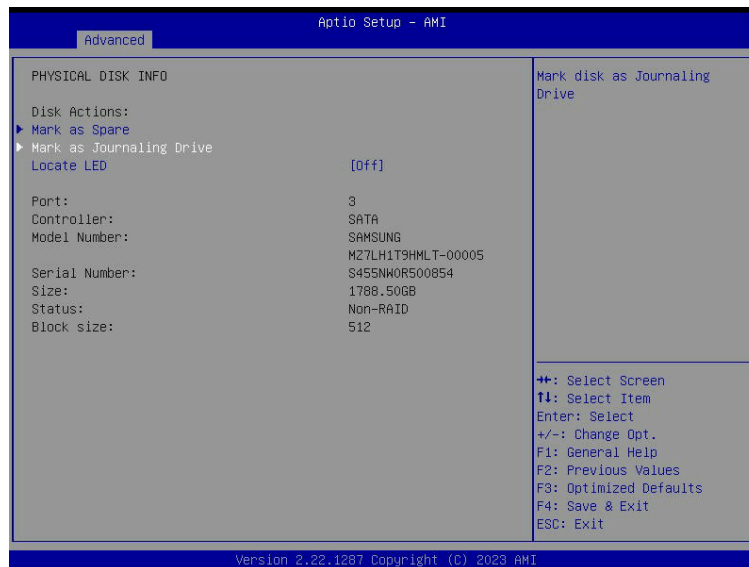 Aptio Setup – AMI
Advanced
PHYSICAL DISK INFO
Disk Actions:
Mark as Spare
Mark as Journaling Drive
Locate LED [Off]
Port: 3
Controller: SATA
Model Number: SAMSUNG
MZ7LH1T9HMLT-00005
Serial Number: S455NW0R500854
Size: 1788.50GB
Status: Non-RAID
Block size: 512
Mark disk as Journaling
Drive
→←: Select Screen
↑↓: Select Item
Enter: Select
+/-: Change Opt.
F1: General Help
F2: Previous Values
F3: Optimized Defaults
F4: Save & Exit
ESC: Exit
Version 2.22.1287 Copyright (C) 2023 AMI